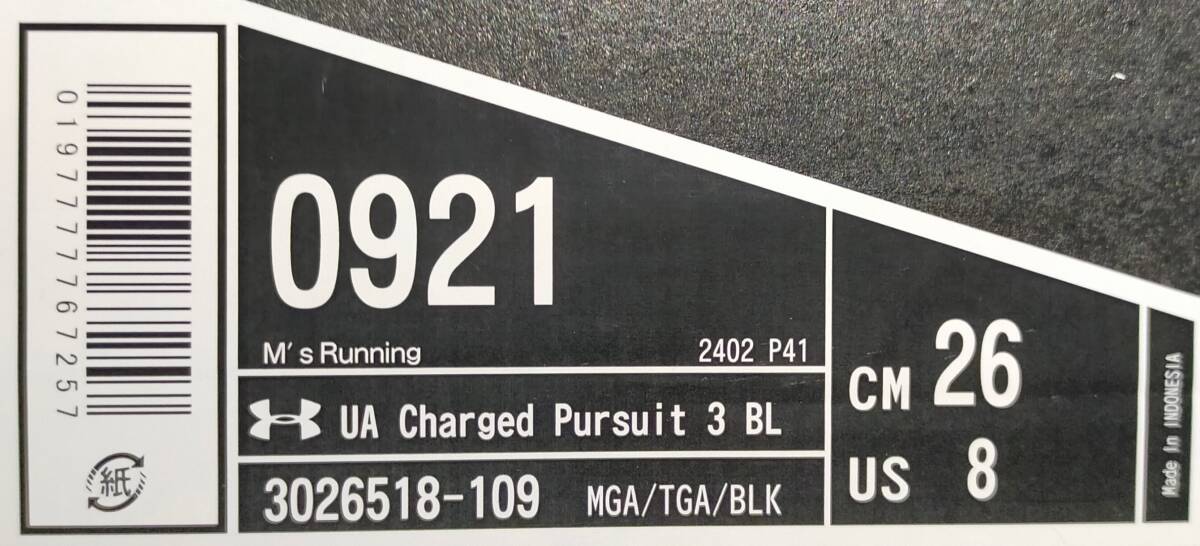 0197777767257
紙
0921
M's Running
2402 P41
UA Charged Pursuit 3 BL
3026518-109 MGA/TGA/BLK
CM 26
US 8
Made In INDONESIA